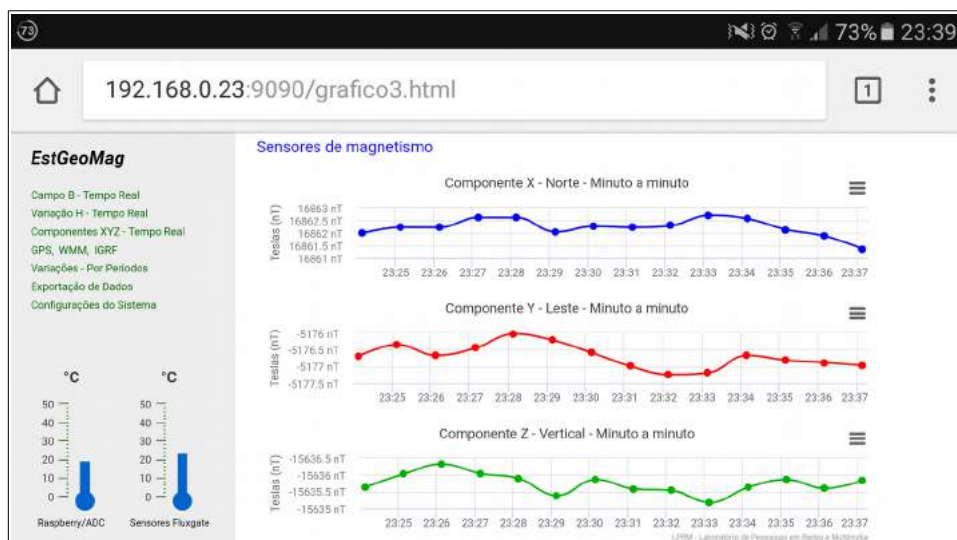 73
73% 23:39
192.168.0.23:9090/grafico3.html
1
EstGeoMag
Campo B - Tempo Real
Variação H - Tempo Real
Componentes XYZ - Tempo Real
GPS, WMM, IGRF
Variações - Por Periodos
Exportação de Dados
Configurações do Sistema
°C
50
40
30
20
10
0
Raspberry/ADC
°C
50
40
30
20
10
0
Sensores Fluxgate
Sensores de magnetismo
Componente X - Norte - Minuto a minuto
Teslas (nT)
16863 nT
16862.5 nT
16862 nT
16861.5 nT
16861 nT
23:25 23:26 23:27 23:28 23:29 23:30 23:31 23:32 23:33 23:34 23:35 23:36 23:37
Componente Y - Leste - Minuto a minuto
Teslas (nT)
-5176 nT
-5176.5 nT
-5177 nT
-5177.5 nT
23:25 23:26 23:27 23:28 23:29 23:30 23:31 23:32 23:33 23:34 23:35 23:36 23:37
Componente Z - Vertical - Minuto a minuto
Teslas (nT)
-15636.5 nT
-15636 nT
-15635.5 nT
-15635 nT
23:25 23:26 23:27 23:28 23:29 23:30 23:31 23:32 23:33 23:34 23:35 23:36 23:37
LPRM - Laboratório de Pesquisas em Redes e Multimídia